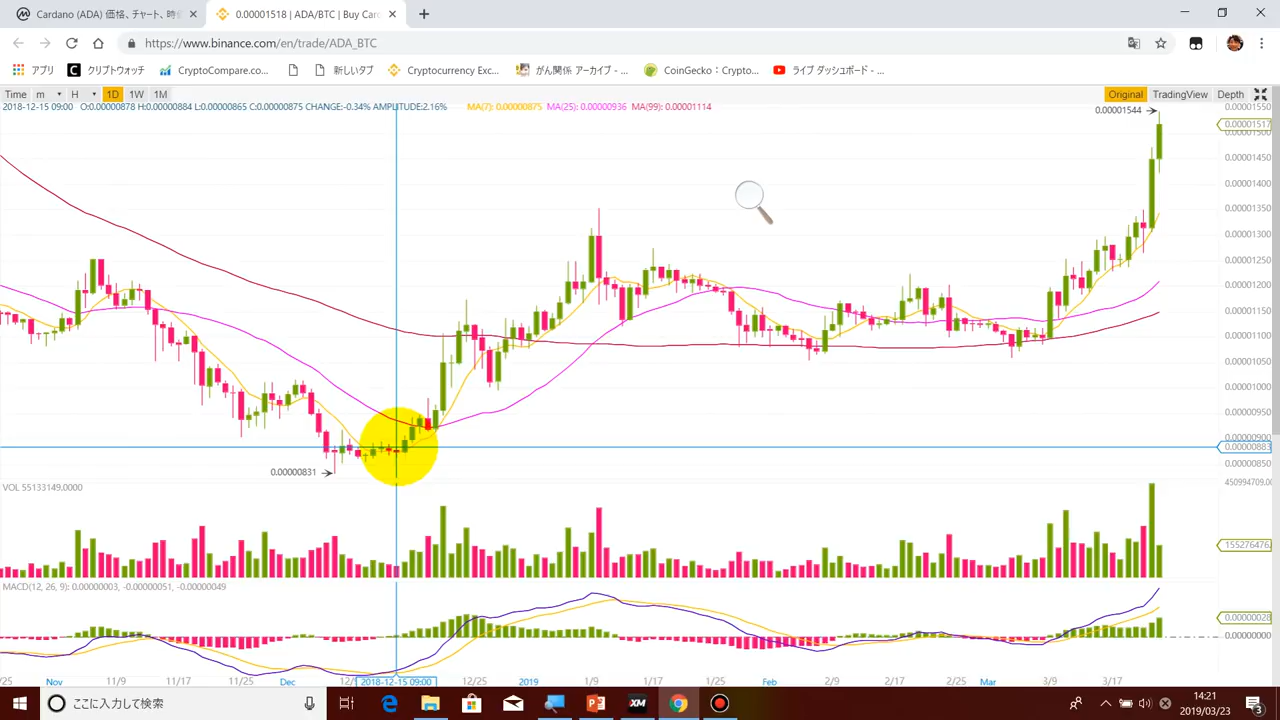 Cardano (ADA) 価格、チャート、時価
0.00001518 | ADA/BTC | Buy Card
https://www.binance.com/en/trade/ADA_BTC
アプリ クリプトウォッチ CryptoCompare.co... 新しいタブ Cryptocurrency Exc... がん関係 アーカイブ - ... CoinGecko : Crypto... ライブ ダッシュボード - ...
Time m H 1D 1W 1M Original TradingView Depth
2018-12-15 09:00 O:0.00000878 H:0.00000884 L:0.00000865 C:0.00000875 CHANGE:-0.34% AMPLITUDE:2.16% MA(7): 0.00000875 MA(25): 0.00000936 MA(99): 0.00001114
0.00001550
0.00001544
0.00001517
0.00001500
0.00001450
0.00001400
0.00001350
0.00001300
0.00001250
0.00001200
0.00001150
0.00001100
0.00001050
0.00001000
0.00000950
0.00000900
0.00000883
0.00000850
0.00000831
VOL 55133149.0000
450994709.00
155276476.
MACD(12, 26, 9): 0.00000003, -0.00000051, -0.00000049
0.00000028
0.00000000
/25 Nov 11/9 11/17 11/25 Dec 12/ 2018-12-15 09:00 12/25 2019 1/9 1/17 1/25 Feb 2/9 2/17 2/25 Mar 3/9 3/17
ここに入力して検索
XM
14:21
2019/03/23
3